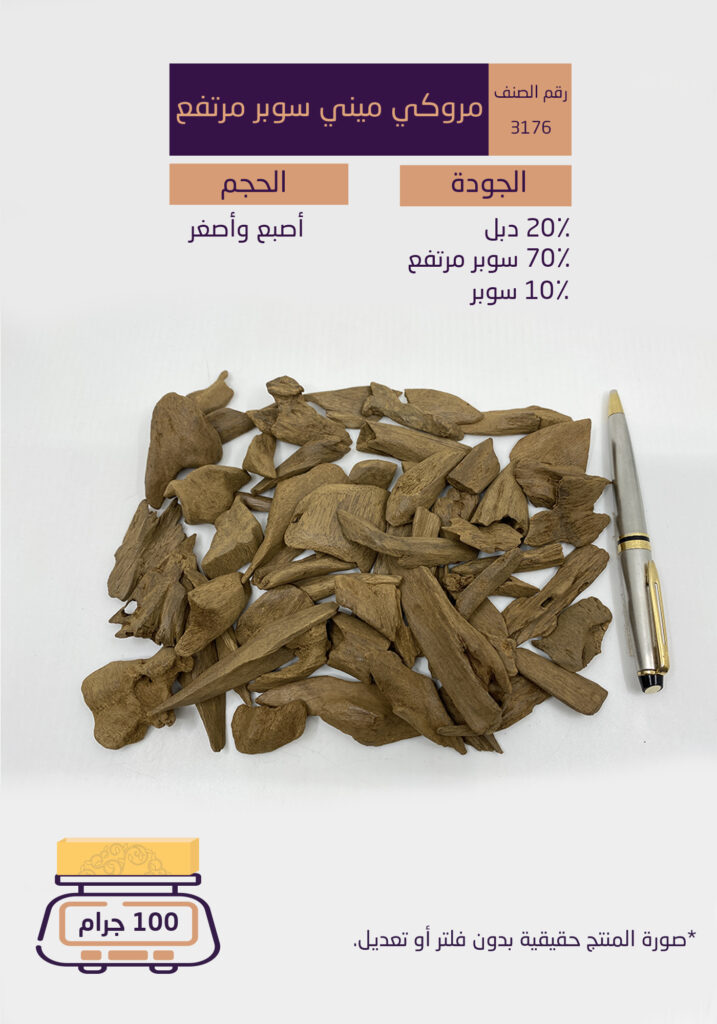 رقم الصنف
3176
مروكي ميني سوبر مرتفع
الجودة
20٪ دبل
70٪ سوبر مرتفع
10٪ سوبر
الحجم
أصبع وأصغر
100 جرام
*صورة المنتج حقيقية بدون فلتر أو تعديل.